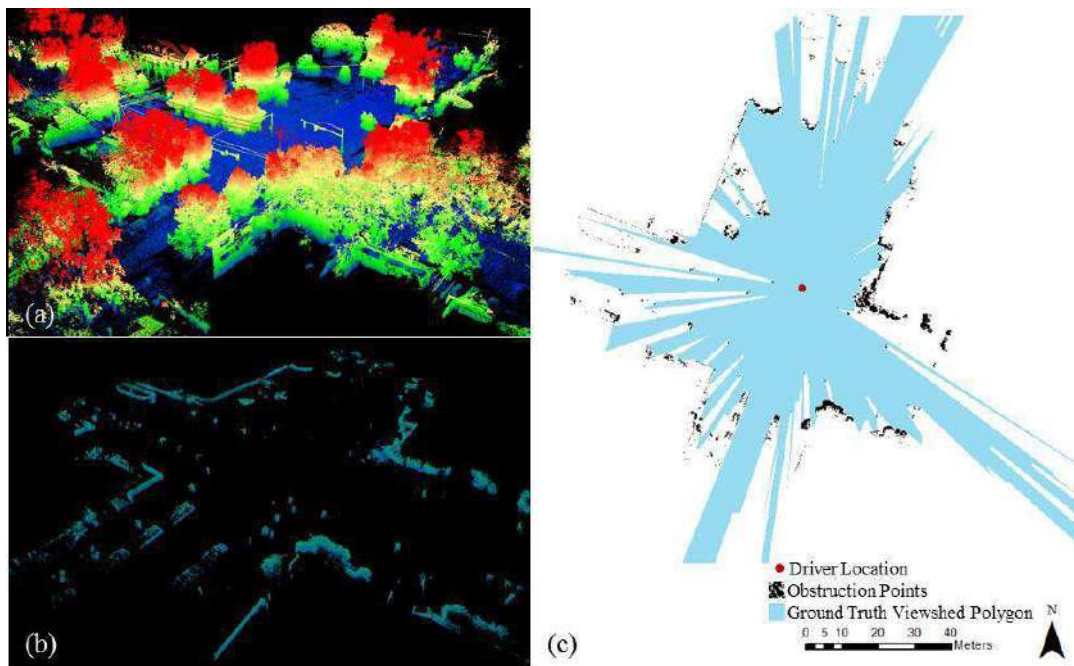 (a)
(b)
(c)
Driver Location
Obstruction Points
Ground Truth Viewshed Polygon
N
0 5 10 20 30 40
Meters